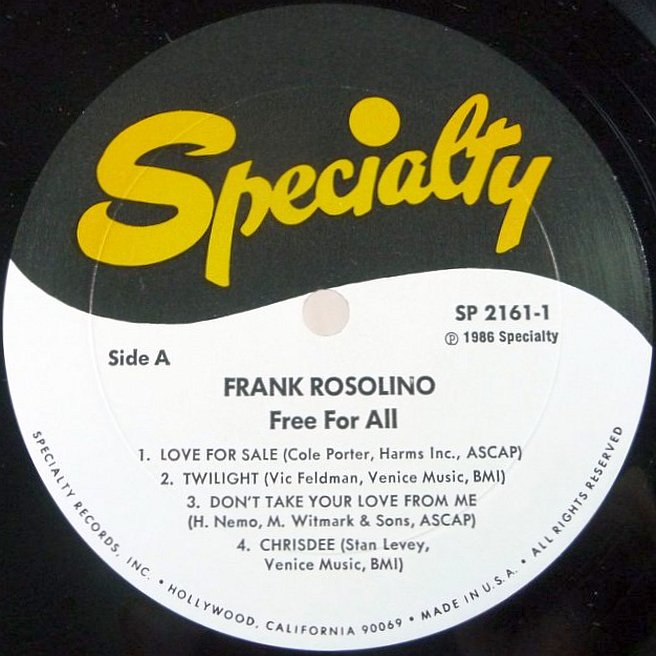 Specialty
SP 2161-1
℗ 1986 Specialty
Side A
FRANK ROSOLINO
Free For All
1. LOVE FOR SALE (Cole Porter, Harms Inc., ASCAP)
2. TWILIGHT (Vic Feldman, Venice Music, BMI)
3. DON'T TAKE YOUR LOVE FROM ME
(H. Nemo, M. Witmark & Sons, ASCAP)
4. CHRISDEE (Stan Levey,
Venice Music, BMI)
SPECIALTY RECORDS, INC. • HOLLYWOOD, CALIFORNIA 90069 • MADE IN U.S.A. • ALL RIGHTS RESERVED